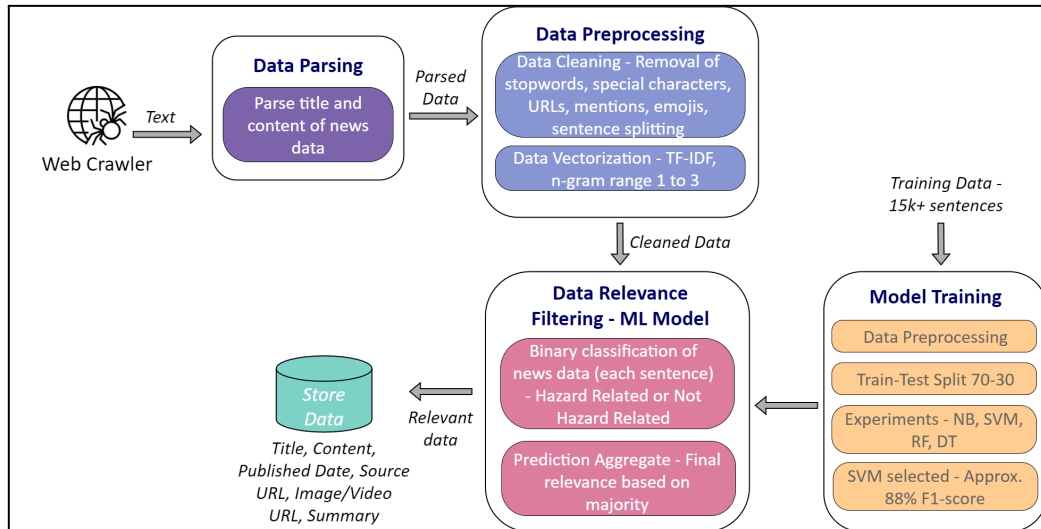 Web Crawler
Text
Data Parsing
Parse title and
content of news
data
Parsed
Data
Data Preprocessing
Data Cleaning - Removal of
stopwords, special characters,
URLs, mentions, emojis,
sentence splitting
Data Vectorization - TF-IDF,
n-gram range 1 to 3
Cleaned Data
Training Data -
15k+ sentences
Model Training
Data Preprocessing
Train-Test Split 70-30
Experiments - NB, SVM,
RF, DT
SVM selected - Approx.
88% F1-score
Data Relevance
Filtering - ML Model
Binary classification of
news data (each sentence)
- Hazard Related or Not
Hazard Related
Prediction Aggregate - Final
relevance based on
majority
Relevant
data
Store
Data
Title, Content,
Published Date, Source
URL, Image/Video
URL, Summary